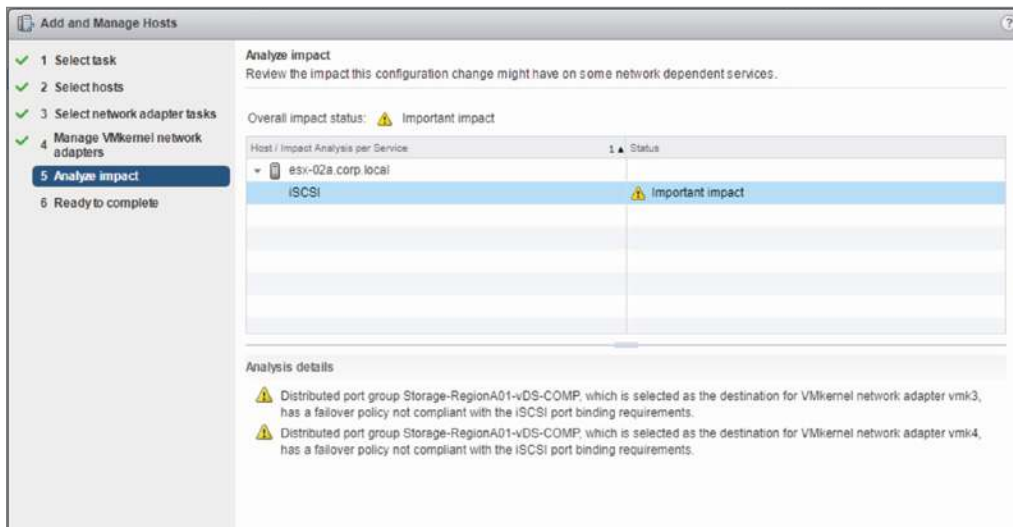 Add and Manage Hosts
?
1 Select task
2 Select hosts
3 Select network adapter tasks
4 Manage VMkernel network
adapters
5 Analyze impact
6 Ready to complete
Analyze impact
Review the impact this configuration change might have on some network dependent services.
Overall impact status: Important impact
Host / Impact Analysis per Service 1 ▲ Status
esx-02a.corp.local
iSCSI Important impact
Analysis details
Distributed port group Storage-RegionA01-vDS-COMP, which is selected as the destination for VMkernel network adapter vmk3,
has a failover policy not compliant with the iSCSI port binding requirements.
Distributed port group Storage-RegionA01-vDS-COMP, which is selected as the destination for VMkernel network adapter vmk4,
has a failover policy not compliant with the iSCSI port binding requirements.